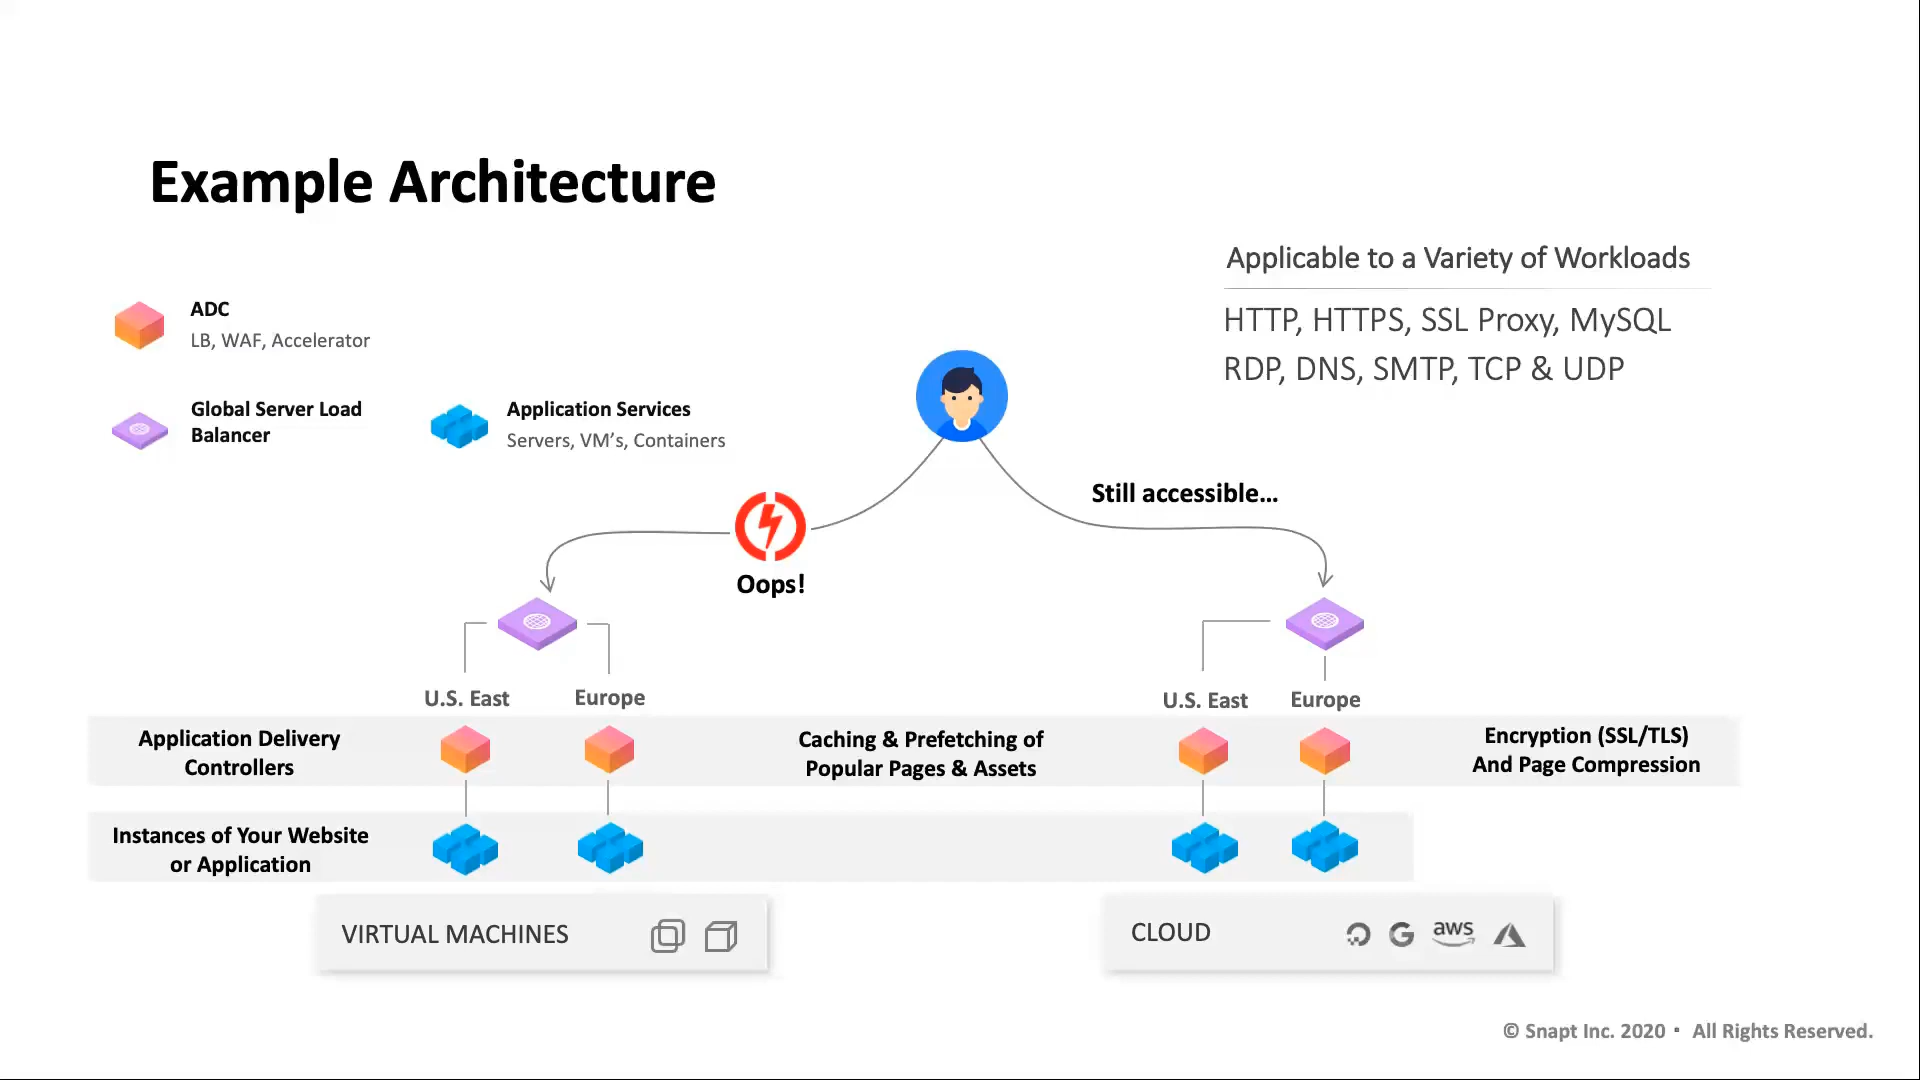 Example Architecture
Applicable to a Variety of Workloads
HTTP, HTTPS, SSL Proxy, MySQL
RDP, DNS, SMTP, TCP & UDP
ADC
LB, WAF, Accelerator
Global Server Load
Balancer
Application Services
Servers, VM’s, Containers
Still accessible...
Oops!
U.S. East
Europe
U.S. East
Europe
Application Delivery
Controllers
Caching & Prefetching of
Popular Pages & Assets
Encryption (SSL/TLS)
And Page Compression
Instances of Your Website
or Application
VIRTUAL MACHINES
CLOUD
G
aws
© Snapt Inc. 2020 • All Rights Reserved.